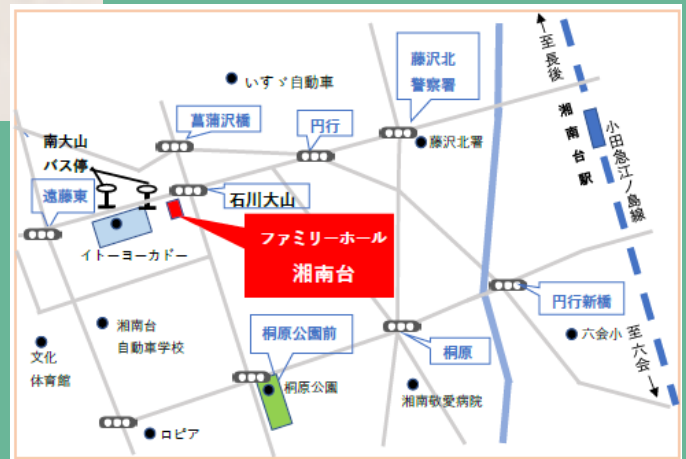 いすゞ自動車
藤沢北
警察署
至長後
湘南台駅
小田急江ノ島線
菖蒲沢橋
円行
藤沢北署
南大山
バス停
遠藤東
石川大山
イトーヨーカドー
ファミリーホール
湘南台
湘南台
自動車学校
文化
体育館
桐原公園前
桐原公園
桐原
円行新橋
六会小
至六会
湘南敬愛病院
ロピア